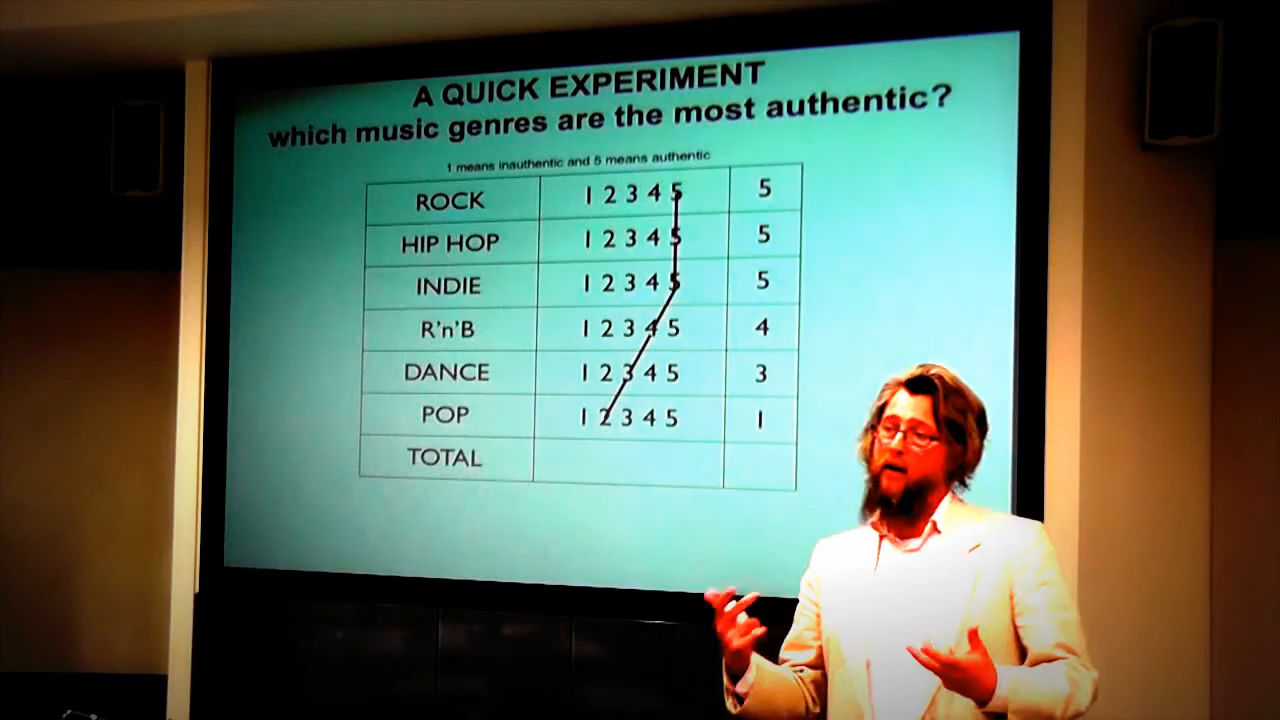 A QUICK EXPERIMENT
which music genres are the most authentic?
1 means inauthentic and 5 means authentic
ROCK 1 2 3 4 5 5
HIP HOP 1 2 3 4 5 5
INDIE 1 2 3 4 5 5
R'n'B 1 2 3 4 5 4
DANCE 1 2 3 4 5 3
POP 1 2 3 4 5 1
TOTAL